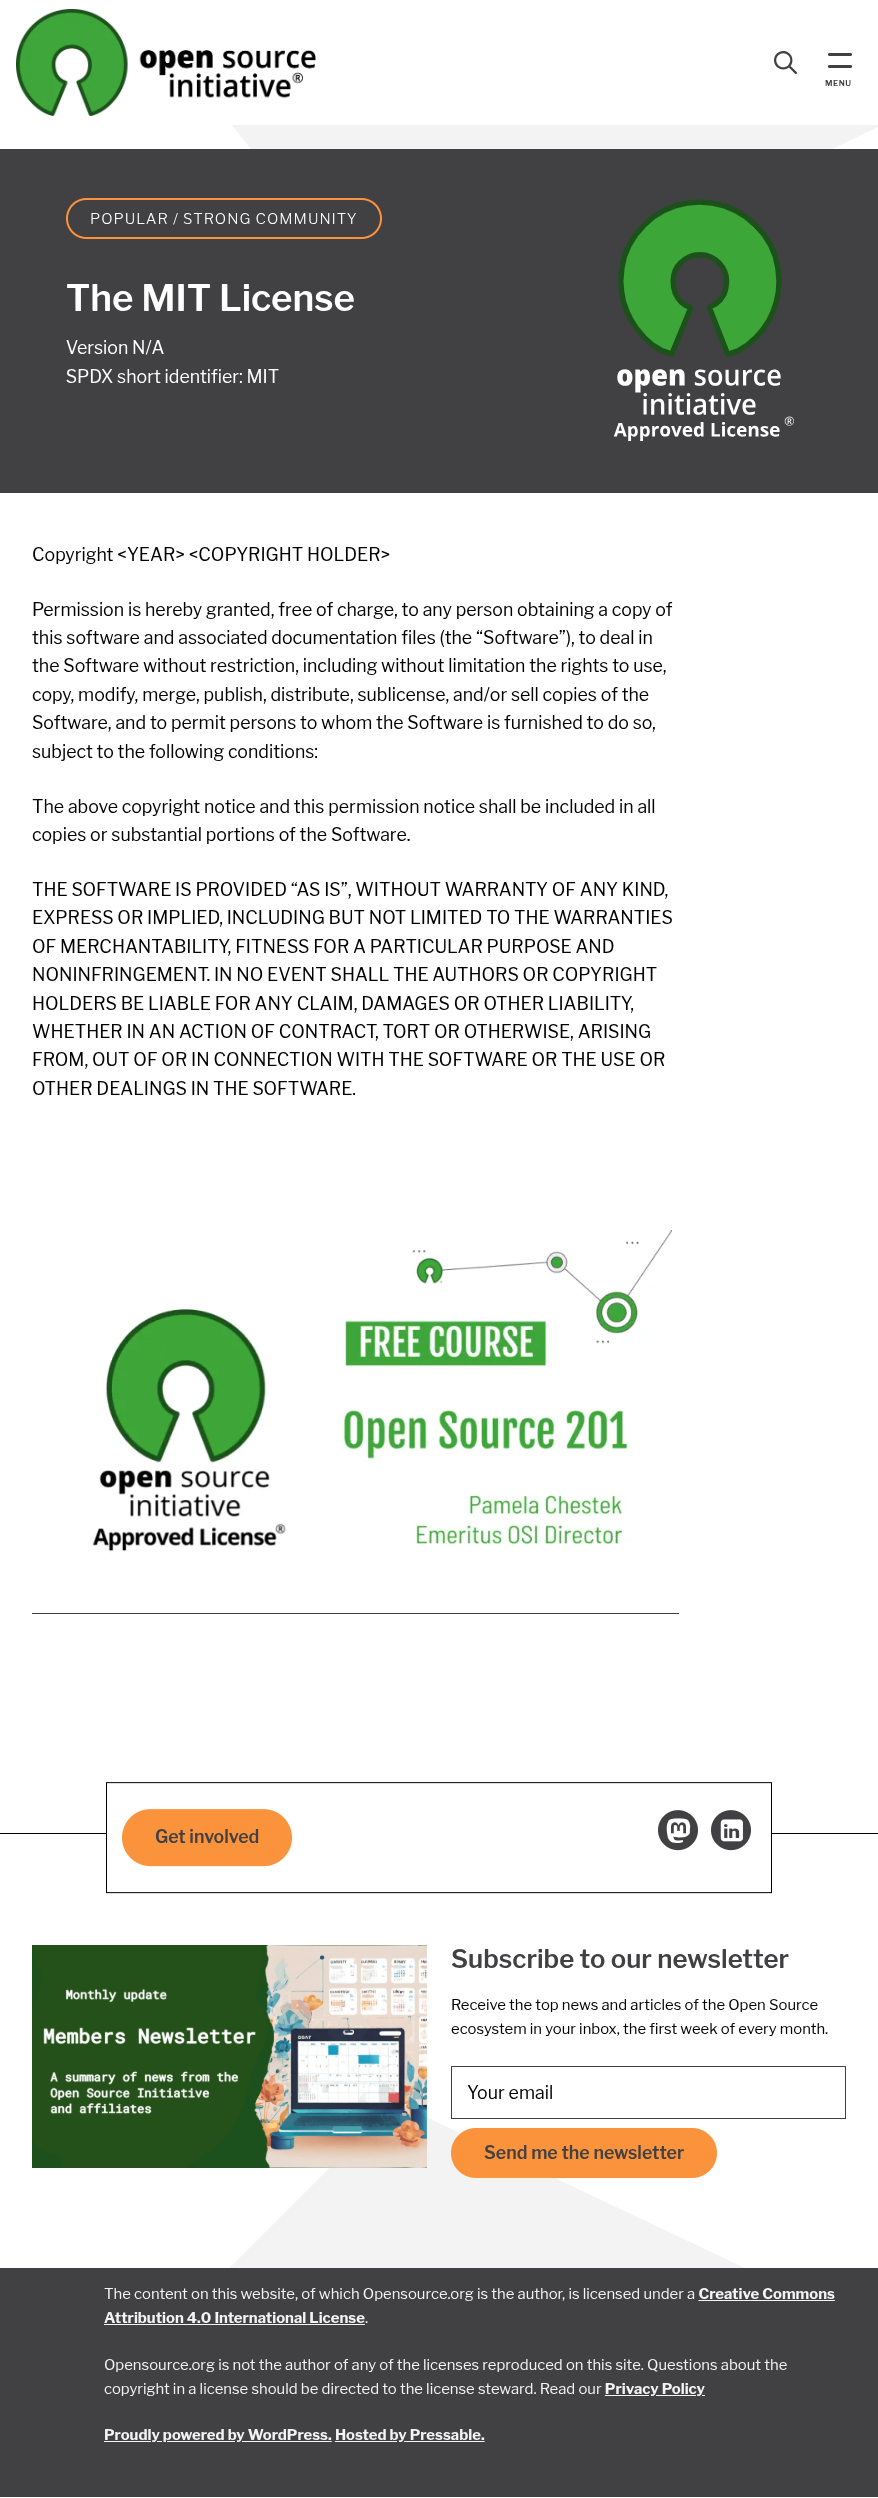 open source
initiative®
MENU
POPULAR / STRONG COMMUNITY
The MIT License
Version N/A
SPDX short identifier: MIT
open source
initiative
Approved License ®
Copyright <YEAR> <COPYRIGHT HOLDER>
Permission is hereby granted, free of charge, to any person obtaining a copy of
this software and associated documentation files (the “Software”), to deal in
the Software without restriction, including without limitation the rights to use,
copy, modify, merge, publish, distribute, sublicense, and/or sell copies of the
Software, and to permit persons to whom the Software is furnished to do so,
subject to the following conditions:
The above copyright notice and this permission notice shall be included in all
copies or substantial portions of the Software.
THE SOFTWARE IS PROVIDED “AS IS”, WITHOUT WARRANTY OF ANY KIND,
EXPRESS OR IMPLIED, INCLUDING BUT NOT LIMITED TO THE WARRANTIES
OF MERCHANTABILITY, FITNESS FOR A PARTICULAR PURPOSE AND
NONINFRINGEMENT. IN NO EVENT SHALL THE AUTHORS OR COPYRIGHT
HOLDERS BE LIABLE FOR ANY CLAIM, DAMAGES OR OTHER LIABILITY,
WHETHER IN AN ACTION OF CONTRACT, TORT OR OTHERWISE, ARISING
FROM, OUT OF OR IN CONNECTION WITH THE SOFTWARE OR THE USE OR
OTHER DEALINGS IN THE SOFTWARE.
open source
initiative
Approved License®
FREE COURSE
Open Source 201
Pamela Chestek
Emeritus OSI Director
Get involved
Monthly update
Members Newsletter
A summary of news from the
Open Source Initiative
and affiliates
Subscribe to our newsletter
Receive the top news and articles of the Open Source
ecosystem in your inbox, the first week of every month.
Your email
Send me the newsletter
The content on this website, of which Opensource.org is the author, is licensed under a Creative Commons
Attribution 4.0 International License.
Opensource.org is not the author of any of the licenses reproduced on this site. Questions about the
copyright in a license should be directed to the license steward. Read our Privacy Policy
Proudly powered by WordPress. Hosted by Pressable.